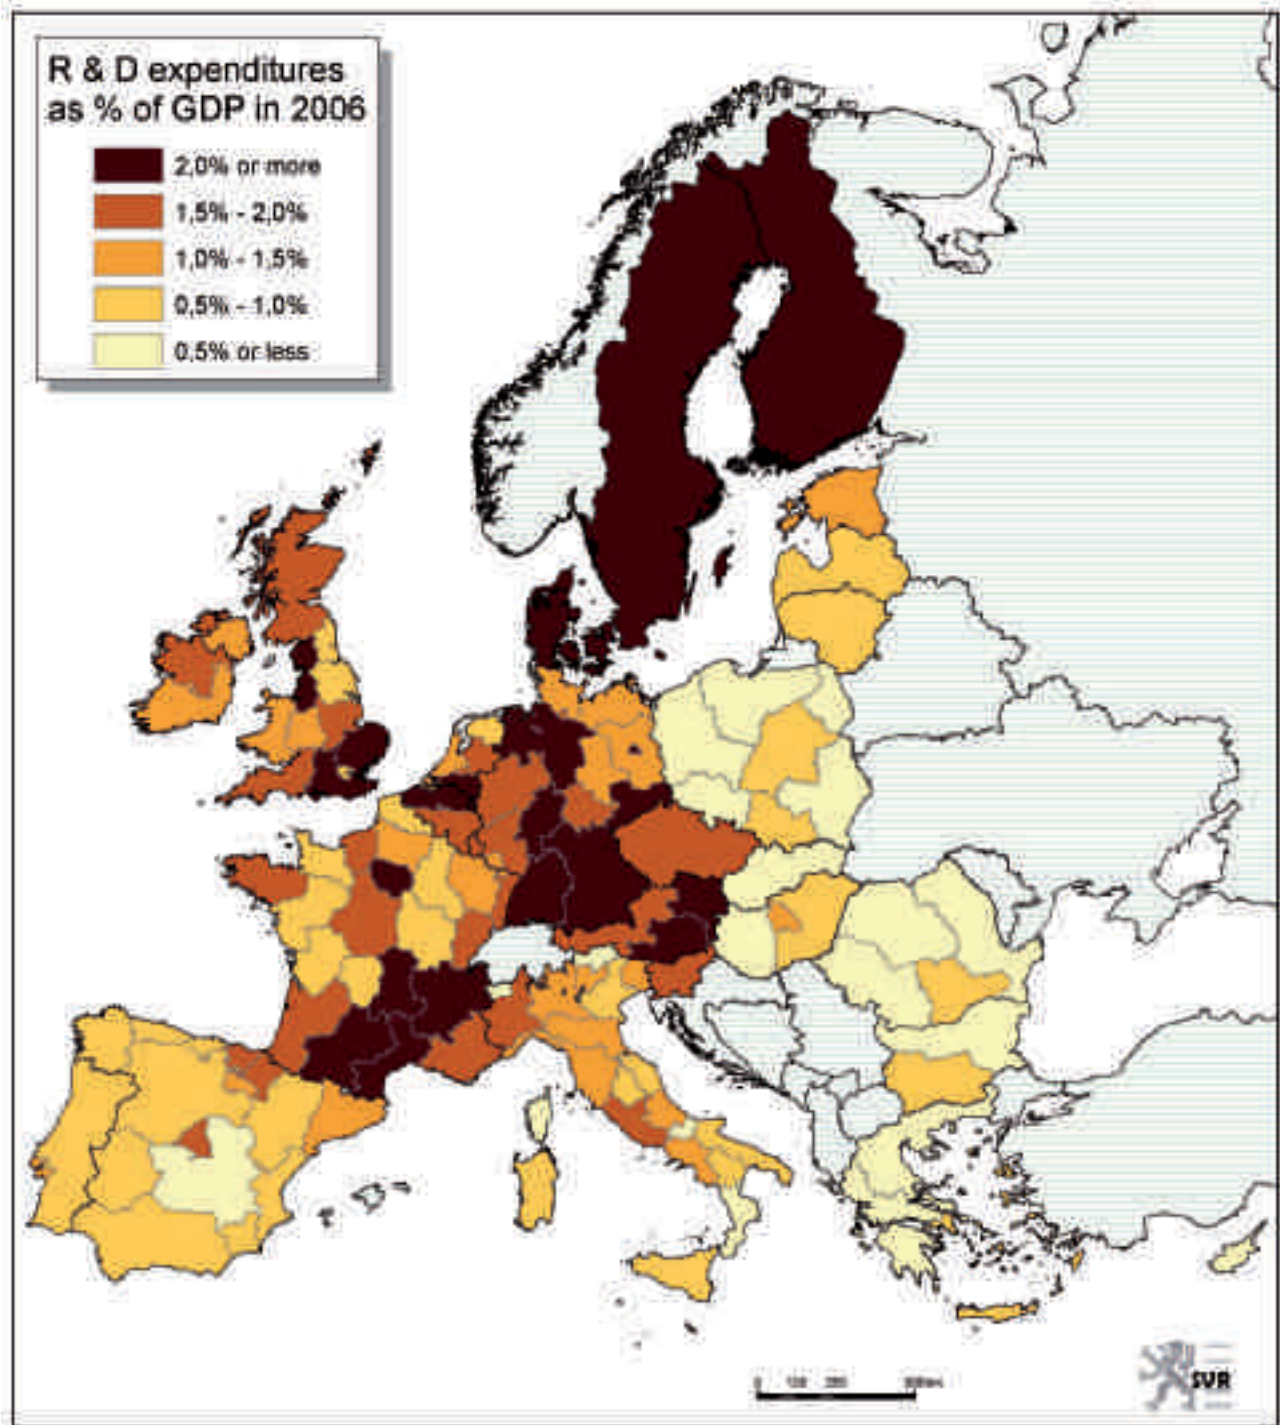 R & D expenditures
as % of GDP in 2006
2,0% or more
1,5% - 2,0%
1,0% - 1,5%
0,5% - 1,0%
0,5% or less
0
SVR